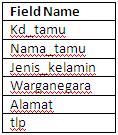 Field Name
Kd_tamu
Nama_tamu
Jenis_kelamin
Warganegara
Alamat
tlp